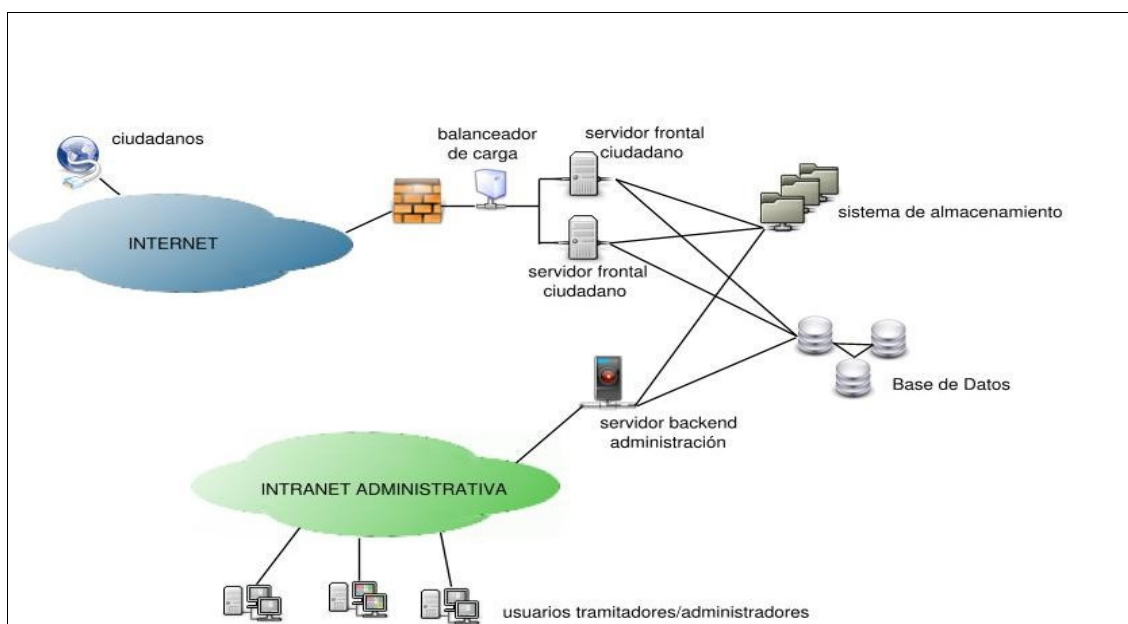 ciudadanos
balanceador
de carga
servidor frontal
ciudadano
sistema de almacenamiento
INTERNET
servidor frontal
ciudadano
Base de Datos
servidor backend
administración
INTRANET ADMINISTRATIVA
usuarios tramitadores/administradores